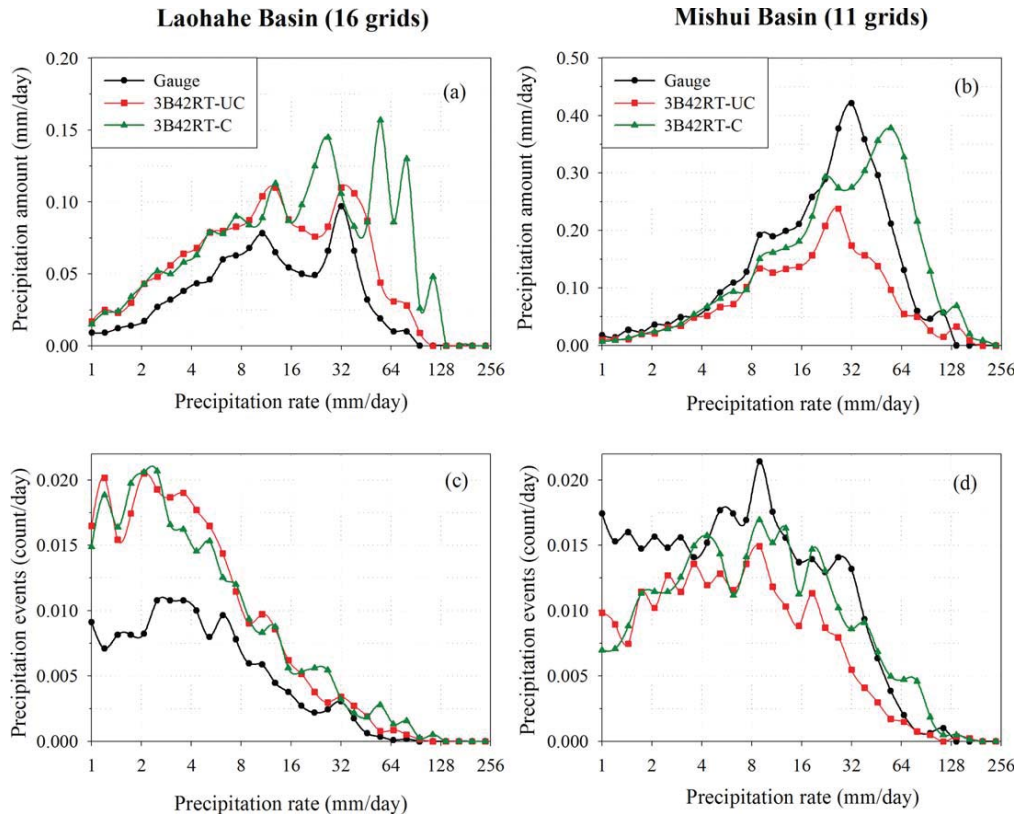 Laohahe Basin (16 grids)
Mishui Basin (11 grids)
Precipitation amount (mm/day)
0.20
0.15
0.10
0.05
0.00
Gauge
3B42RT-UC
3B42RT-C
(a)
1 2 4 8 16 32 64 128 256
Precipitation rate (mm/day)
Precipitation amount (mm/day)
0.50
0.40
0.30
0.20
0.10
0.00
Gauge
3B42RT-UC
3B42RT-C
(b)
1 2 4 8 16 32 64 128 256
Precipitation rate (mm/day)
Precipitation events (count/day)
0.020
0.015
0.010
0.005
0.000
(c)
1 2 4 8 16 32 64 128 256
Precipitation rate (mm/day)
Precipitation events (count/day)
0.020
0.015
0.010
0.005
0.000
(d)
1 2 4 8 16 32 64 128 256
Precipitation rate (mm/day)